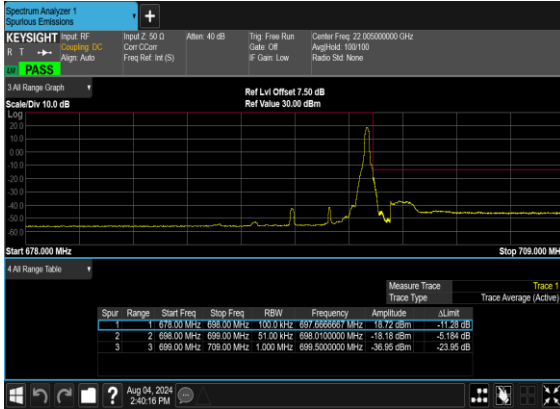 Spectrum Analyzer 1
Spurious Emissions
KEYSIGHT Input: RF Input Z: 50 Ω Atten: 40 dB Trig: Free Run Center Freq: 22.005000000 GHz
R T Coupling: DC Corr CCorr Gate: Off Avg|Hold: 100/100
Align: Auto Freq Ref: Int (S) IF Gain: Low Radio Std: None
PASS
3 All Range Graph Ref Lvl Offset 7.50 dB
Scale/Div 10.0 dB Ref Value 30.00 dBm
Log
20.0
10.0
0.00
-10.0
-20.0
-30.0
-40.0
-50.0
-60.0
Start 678.000 MHz Stop 709.000 MHz
4 All Range Table
Measure Trace Trace 1
Trace Type Trace Average (Active)
Spur Range Start Freq Stop Freq RBW Frequency Amplitude ΔLimit
1 1 678.00 MHz 698.00 MHz 100.0 kHz 697.6666667 MHz 18.72 dBm -11.28 dB
2 2 698.00 MHz 699.00 MHz 51.00 kHz 698.0100000 MHz -18.18 dBm -5.184 dB
3 3 699.00 MHz 709.00 MHz 1.000 MHz 699.5000000 MHz -36.95 dBm -23.95 dB
? Aug 04, 2024
2:40:16 PM